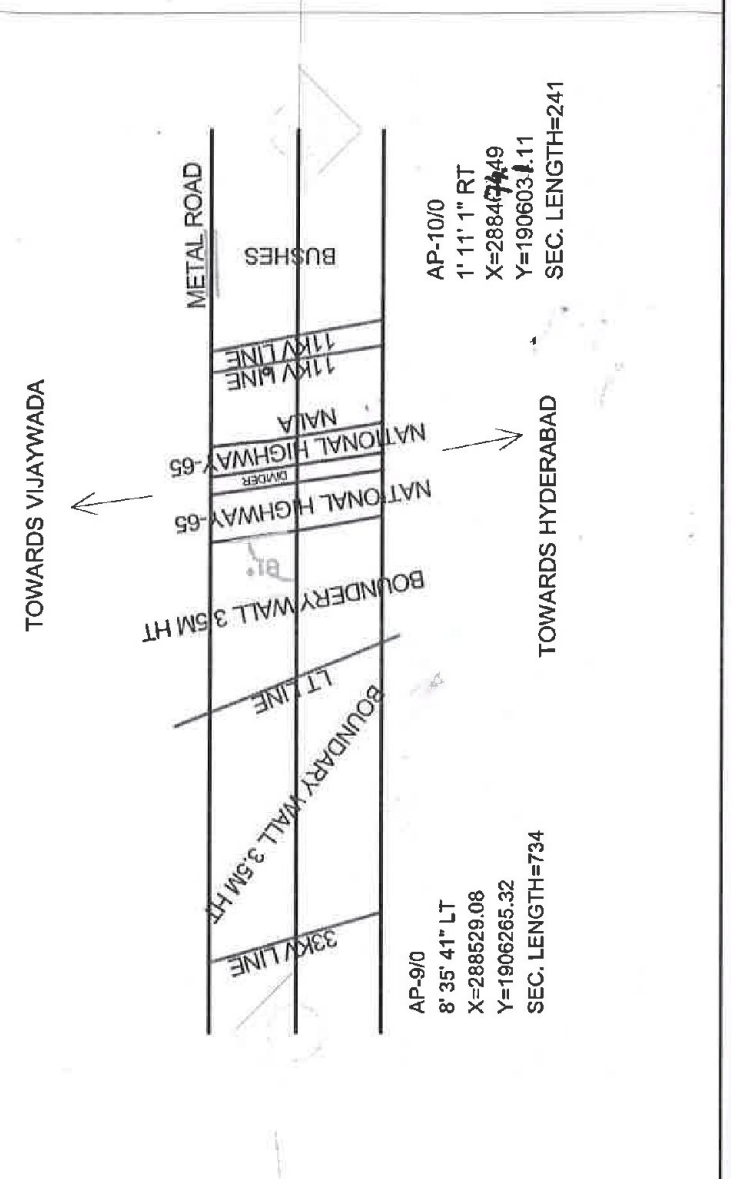 TOWARDS VIJAYWADA
METAL ROAD
BUSHES
11KV LINE
11KV LINE
NALA
NATIONAL HIGHWAY-65
DIVIDER
NATIONAL HIGHWAY-65
81°
BOUNDERY WALL 3.5M HT
LT LINE
BOUNDARY WALL 3.5M HT
33KV LINE
TOWARDS HYDERABAD
AP-9/0
8' 35' 41" LT
X=288529.08
Y=1906265.32
SEC. LENGTH=734
AP-10/0
1' 11' 1" RT
SEC. LENGTH=241